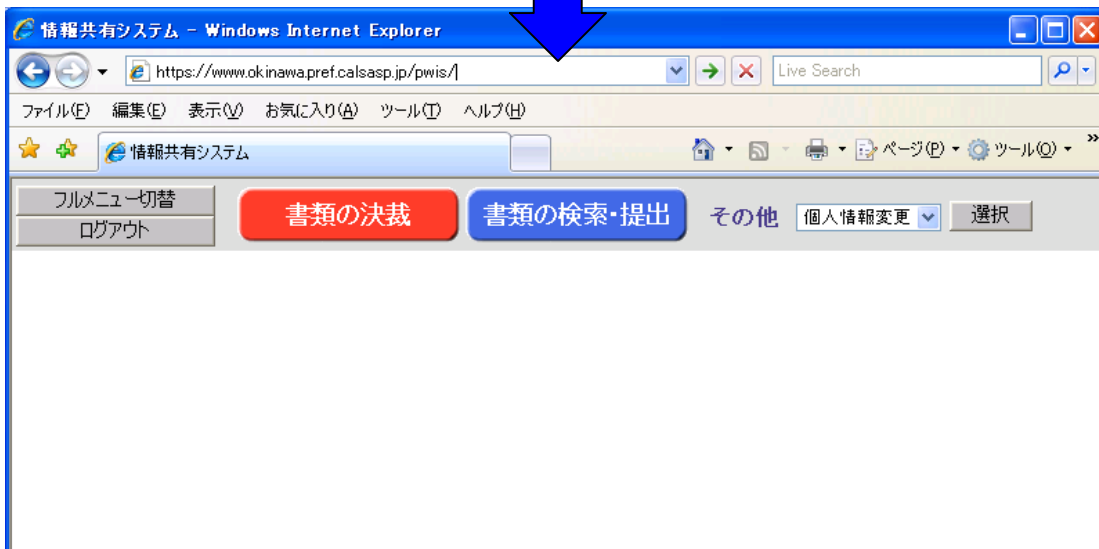 情報共有システム - Windows Internet Explorer
https://www.okinawa.pref.calsasp.jp/pwis/
Live Search
ファイル(F) 編集(E) 表示(V) お気に入り(A) ツール(T) ヘルプ(H)
情報共有システム
ページ(P) ツール(O) »
フルメニュー切替
ログアウト
書類の決裁
書類の検索・提出
その他
個人情報変更
選択